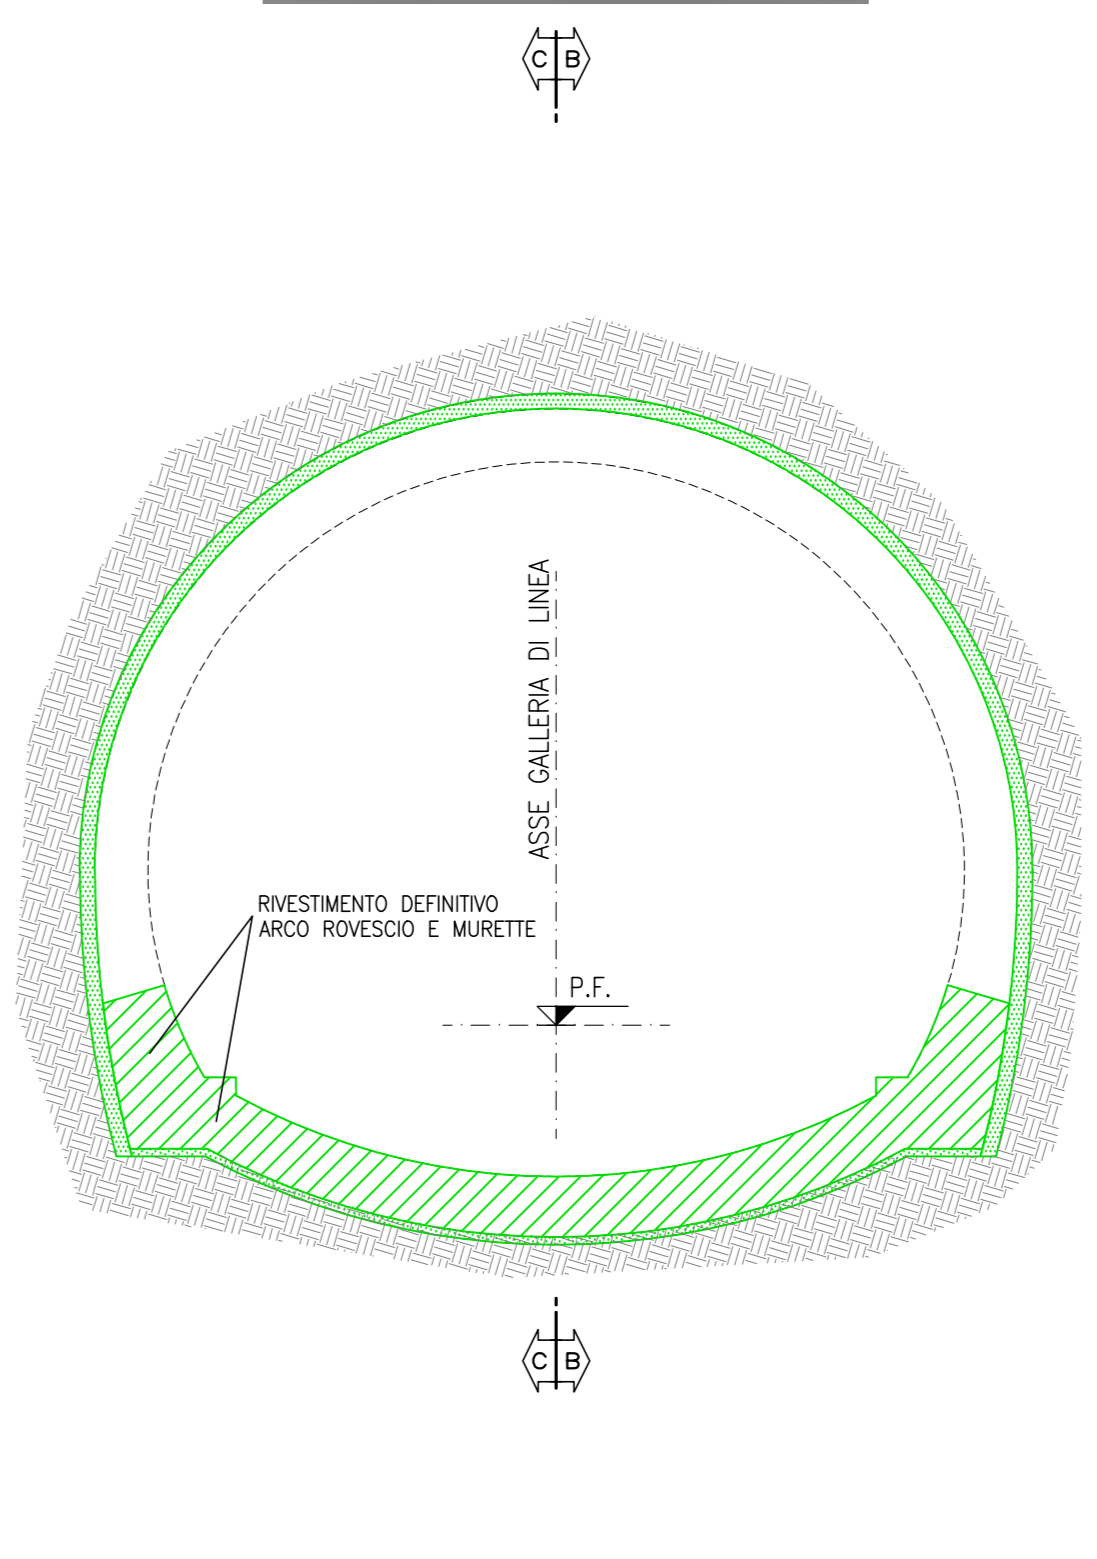 C B
ASSE GALLERIA DI LINEA
RIVESTIMENTO DEFINITIVO
ARCO ROVESCIO E MURETTE
P.F.
C B